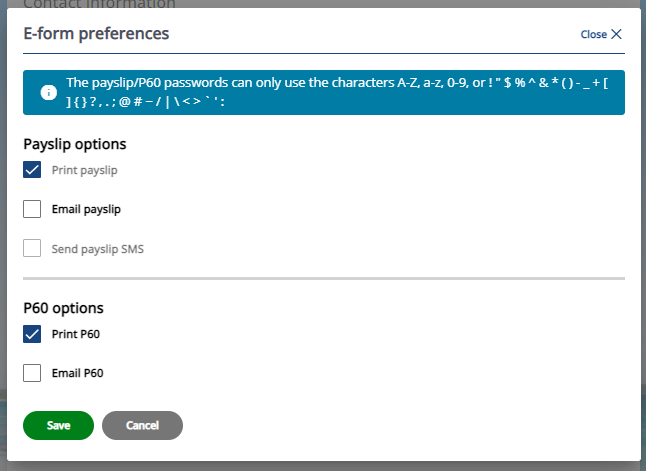 Contact Information
E-form preferences
Close
The payslip/P60 passwords can only use the characters A-Z, a-z, 0-9, or ! " $ % ^ & * ( ) - _ + [
] { } ? , . ; @ # ~ / | \ < > ` ' :
Payslip options
Print payslip
Email payslip
Send payslip SMS
P60 options
Print P60
Email P60
Save
Cancel